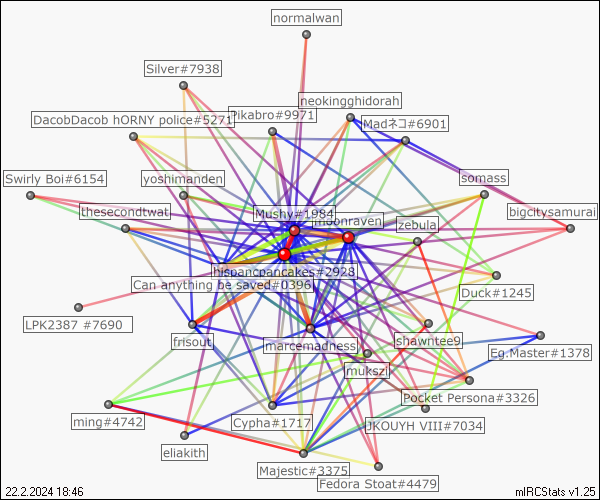 normalwan
Silver#7938
neokingghidorah
DacobDacob hORNY police#5271
Pikabro#9971
Madネコ#6901
Swirly Boi#6154
yoshimanden
somass
thesecondtwat
Mushy#1984
moonraven
zebula
bigcitysamurai
hispancpancakes#2928
Can anything be saved#0396
Duck#1245
LPK2387 #7690
frisout
marcemadness
shawntee9
Eg.Master#1378
mukszi
Pocket Persona#3326
ming#4742
Cypha#1717
JKOUYH VIII#7034
eliakith
Majestic#3375
Fedora Stoat#4479
22.2.2024 18:46
mIRCStats v1.25